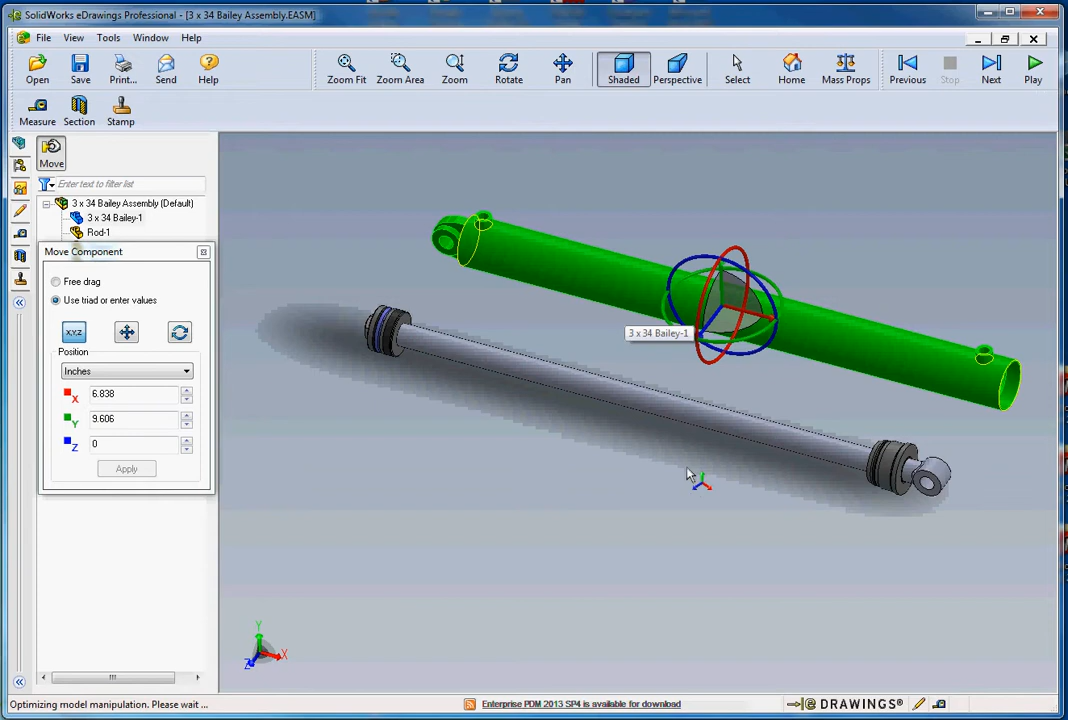 SolidWorks eDrawings Professional - [3 x 34 Bailey Assembly.EASM]
File View Tools Window Help
Open Save Print... Send Help Zoom Fit Zoom Area Zoom Rotate Pan Shaded Perspective Select Home Mass Props Previous Stop Next Play
Measure Section Stamp
Move
Enter text to filter list
3 x 34 Bailey Assembly (Default)
3 x 34 Bailey-1
Rod-1
Move Component
Free drag
Use triad or enter values
x,y,z
Position
Inches
X 6.838
Y 9.606
Z 0
Apply
3 x 34 Bailey-1
Y
Z X
Optimizing model manipulation. Please wait ...
Enterprise PDM 2013 SP4 is available for download
@ DRAWINGS®